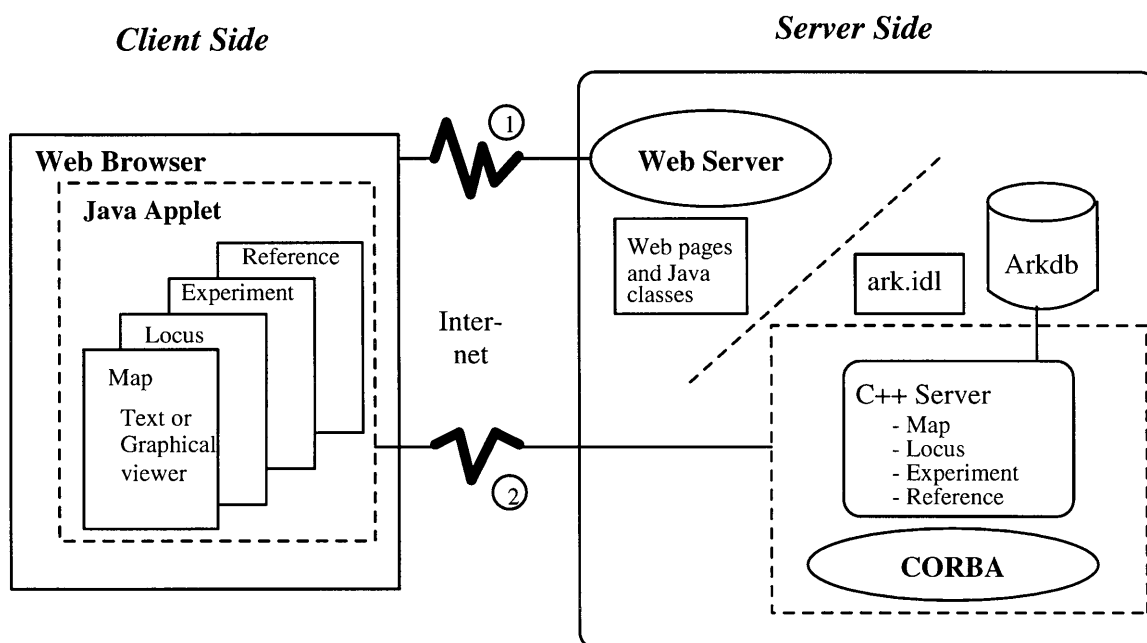 Client Side
Server Side
1
Web Browser
Java Applet
Reference
Experiment
Locus
Map
Text or
Graphical
viewer
Inter-
net
2
Web Server
Web pages
and Java
classes
ark.idl
Arkdb
C++ Server
- Map
- Locus
- Experiment
- Reference
CORBA